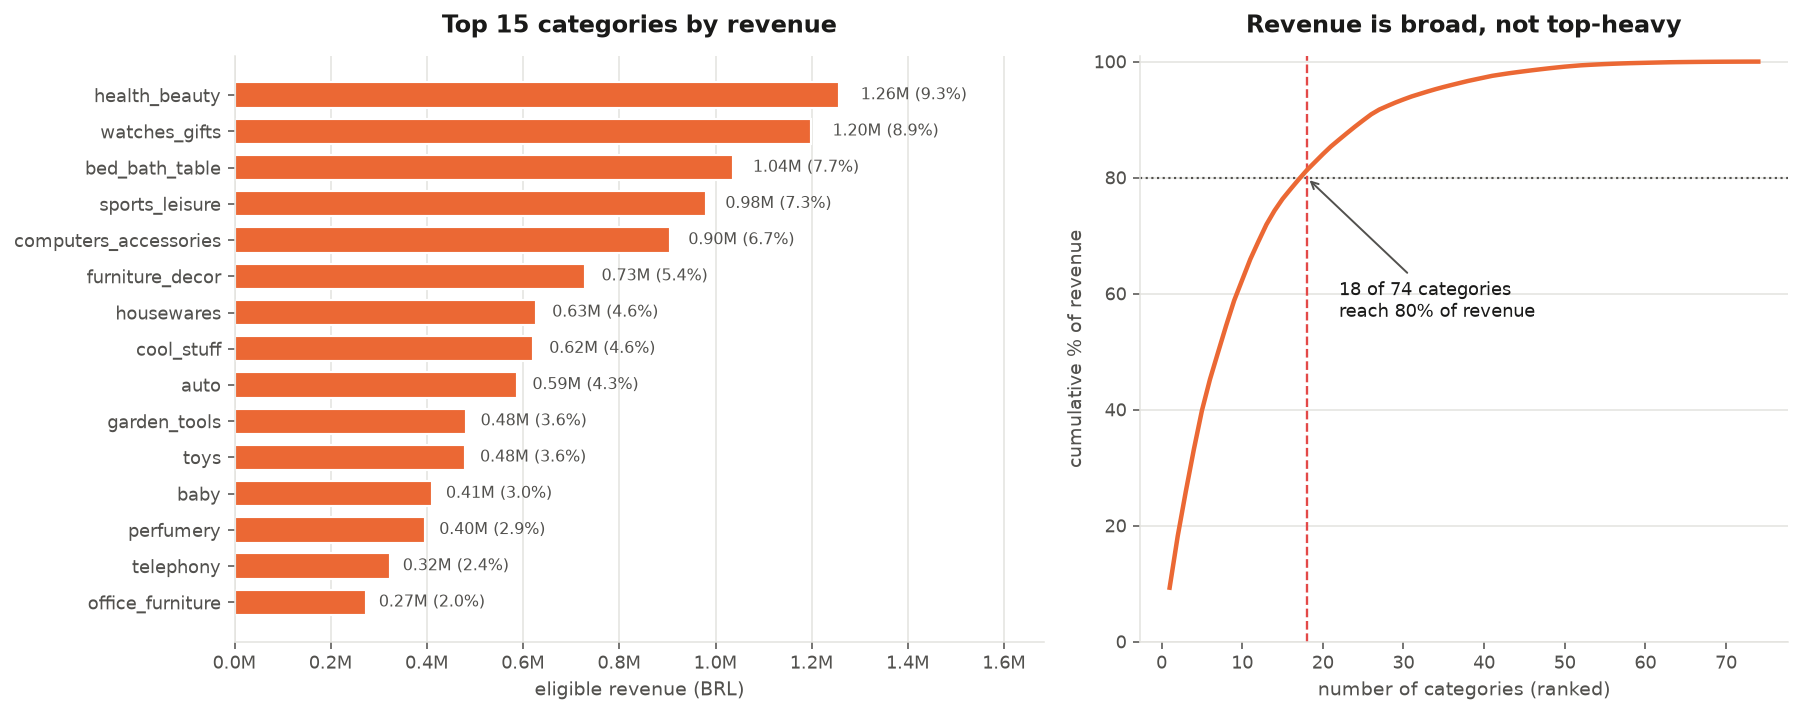 Top 15 categories by revenue
health_beauty
1.26M (9.3%)
watches_gifts
1.20M (8.9%)
bed_bath_table
1.04M (7.7%)
sports_leisure
0.98M (7.3%)
computers_accessories
0.90M (6.7%)
furniture_decor
0.73M (5.4%)
housewares
0.63M (4.6%)
cool_stuff
0.62M (4.6%)
auto
0.59M (4.3%)
garden_tools
0.48M (3.6%)
toys
0.48M (3.6%)
baby
0.41M (3.0%)
perfumery
0.40M (2.9%)
telephony
0.32M (2.4%)
office_furniture
0.27M (2.0%)
0.0M 0.2M 0.4M 0.6M 0.8M 1.0M 1.2M 1.4M 1.6M
eligible revenue (BRL)
Revenue is broad, not top-heavy
cumulative % of revenue
100
80
60
40
20
0
18 of 74 categories
reach 80% of revenue
0 10 20 30 40 50 60 70
number of categories (ranked)